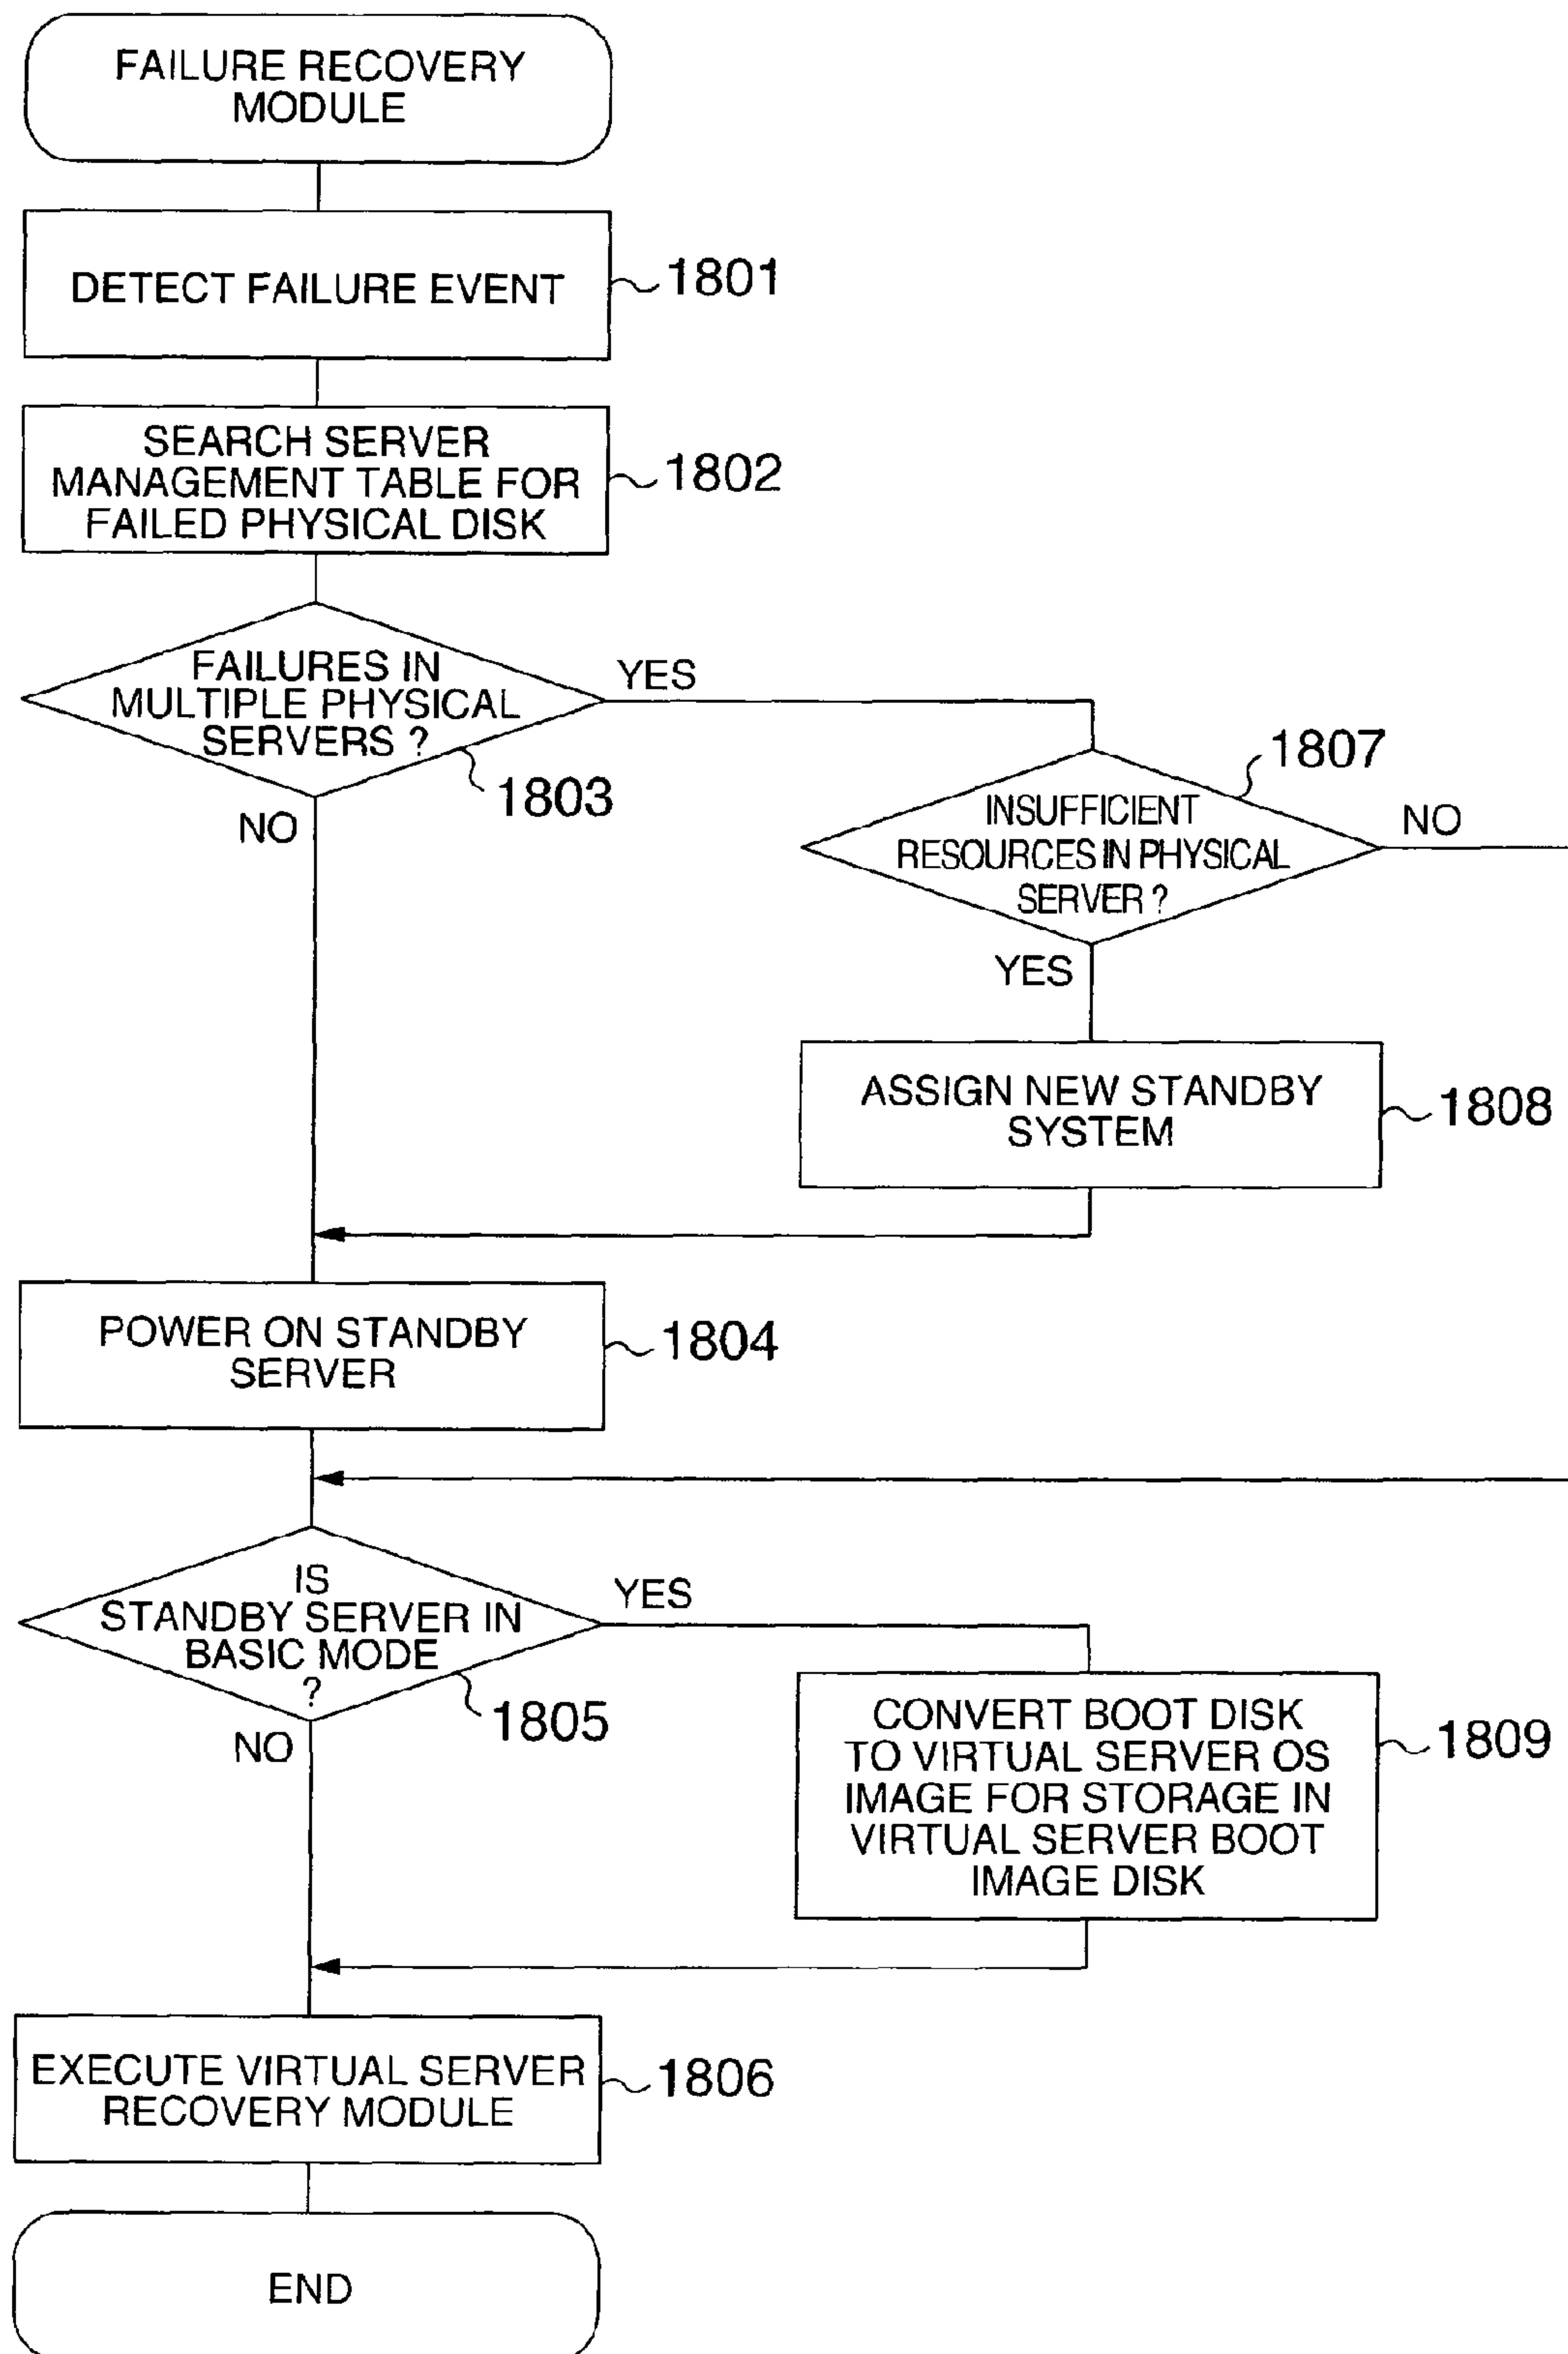 FAILURE RECOVERY
MODULE
DETECT FAILURE EVENT
1801
SEARCH SERVER
MANAGEMENT TABLE FOR
FAILED PHYSICAL DISK
1802
FAILURES IN
MULTIPLE PHYSICAL
SERVERS ?
1803
YES
NO
INSUFFICIENT
RESOURCES IN PHYSICAL
SERVER ?
1807
NO
YES
ASSIGN NEW STANDBY
SYSTEM
1808
POWER ON STANDBY
SERVER
1804
IS
STANDBY SERVER IN
BASIC MODE
?
1805
YES
NO
CONVERT BOOT DISK
TO VIRTUAL SERVER OS
IMAGE FOR STORAGE IN
VIRTUAL SERVER BOOT
IMAGE DISK
1809
EXECUTE VIRTUAL SERVER
RECOVERY MODULE
1806
END